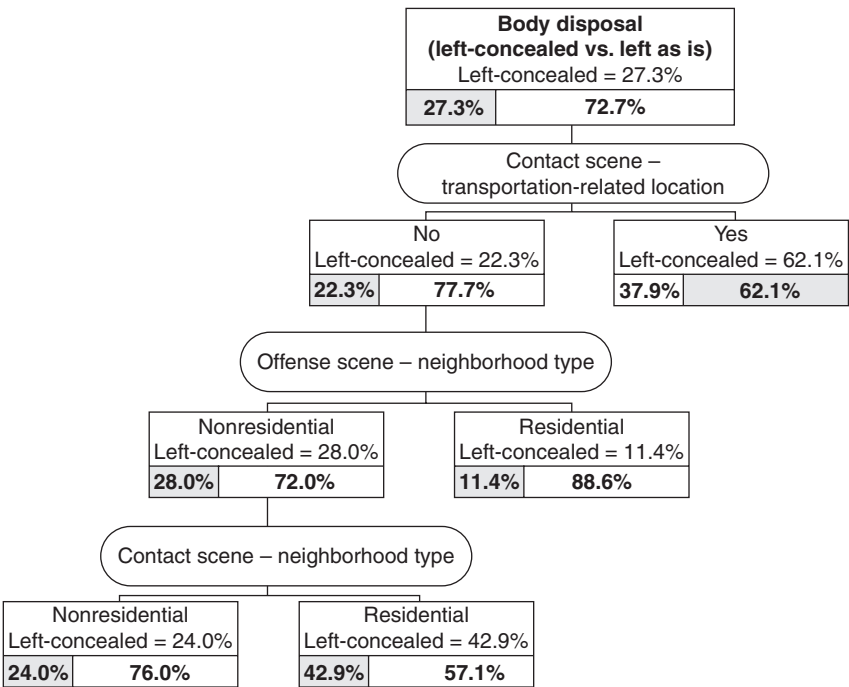 Body disposal
(left-concealed vs. left as is)
Left-concealed = 27.3%
27.3% 72.7%
Contact scene –
transportation-related location
No
Left-concealed = 22.3%
22.3% 77.7%
Yes
Left-concealed = 62.1%
37.9% 62.1%
Offense scene – neighborhood type
Nonresidential
Left-concealed = 28.0%
28.0% 72.0%
Residential
Left-concealed = 11.4%
11.4% 88.6%
Contact scene – neighborhood type
Nonresidential
Left-concealed = 24.0%
24.0% 76.0%
Residential
Left-concealed = 42.9%
42.9% 57.1%